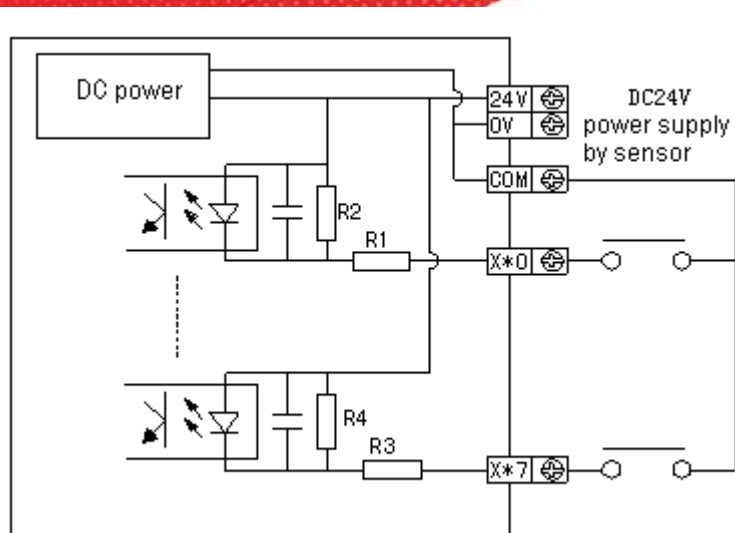 DC power
24V
0V
COM
DC24V
power supply
by sensor
R2
R1
X*0
R4
R3
X*7